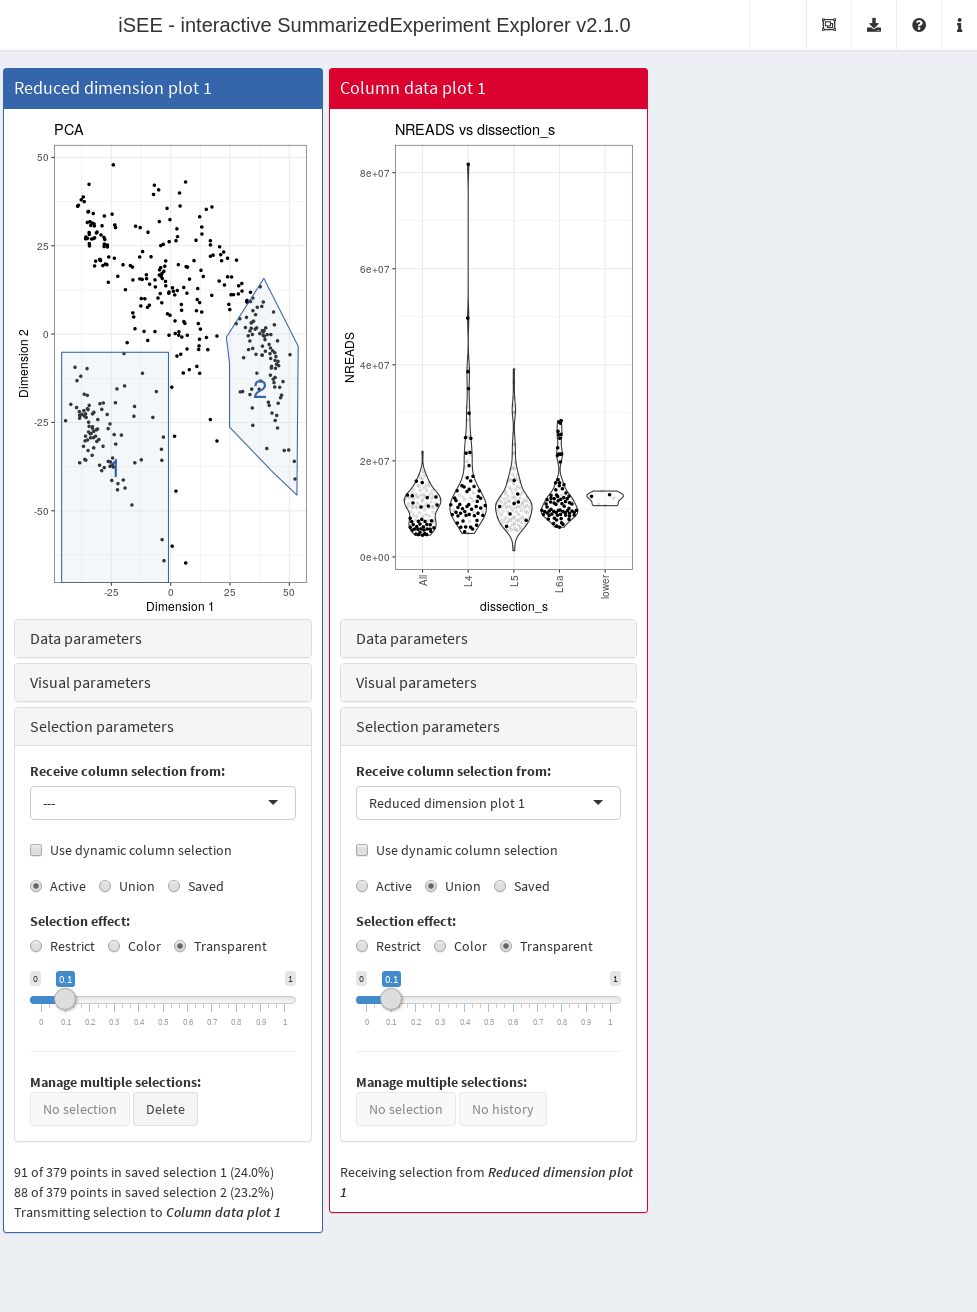 iSEE - interactive SummarizedExperiment Explorer v2.1.0
Reduced dimension plot 1
PCA
50
25
0
-25
-50
Dimension 2
1
2
-25
0
25
50
Dimension 1
Data parameters
Visual parameters
Selection parameters
Receive column selection from:
---
Use dynamic column selection
Active Union Saved
Selection effect:
Restrict Color Transparent
0 0.1 1
0 0.1 0.2 0.3 0.4 0.5 0.6 0.7 0.8 0.9 1
Manage multiple selections:
No selection Delete
91 of 379 points in saved selection 1 (24.0%)
88 of 379 points in saved selection 2 (23.2%)
Transmitting selection to Column data plot 1
Column data plot 1
NREADS vs dissection_s
8e+07
6e+07
4e+07
2e+07
0e+00
NREADS
All
L4
L5
L6a
lower
dissection_s
Data parameters
Visual parameters
Selection parameters
Receive column selection from:
Reduced dimension plot 1
Use dynamic column selection
Active Union Saved
Selection effect:
Restrict Color Transparent
0 0.1 1
0 0.1 0.2 0.3 0.4 0.5 0.6 0.7 0.8 0.9 1
Manage multiple selections:
No selection No history
Receiving selection from Reduced dimension plot
1